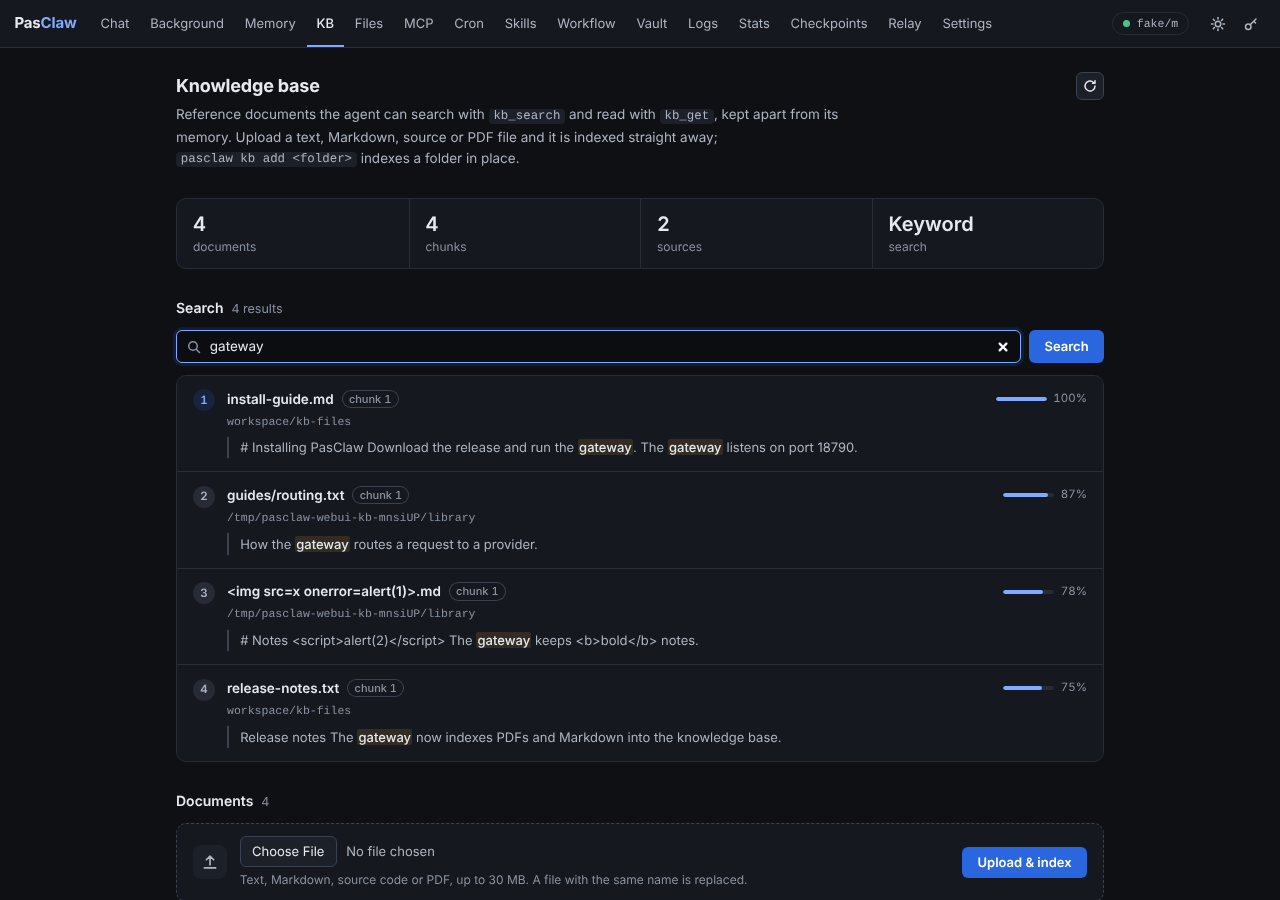 PasClaw Chat Background Memory KB Files MCP Cron Skills Workflow Vault Logs Stats Checkpoints Relay Settings fake/m
Knowledge base
Reference documents the agent can search with kb_search and read with kb_get, kept apart from its
memory. Upload a text, Markdown, source or PDF file and it is indexed straight away;
pasclaw kb add <folder> indexes a folder in place.
4 4 2 Keyword
documents chunks sources search
Search 4 results
gateway Search
1 install-guide.md chunk 1 100%
workspace/kb-files
# Installing PasClaw Download the release and run the gateway. The gateway listens on port 18790.
2 guides/routing.txt chunk 1 87%
/tmp/pasclaw-webui-kb-mnsiUP/library
How the gateway routes a request to a provider.
3 <img src=x onerror=alert(1)>.md chunk 1 78%
/tmp/pasclaw-webui-kb-mnsiUP/library
# Notes <script>alert(2)</script> The gateway keeps <b>bold</b> notes.
4 release-notes.txt chunk 1 75%
workspace/kb-files
Release notes The gateway now indexes PDFs and Markdown into the knowledge base.
Documents 4
Choose File No file chosen Upload & index
Text, Markdown, source code or PDF, up to 30 MB. A file with the same name is replaced.